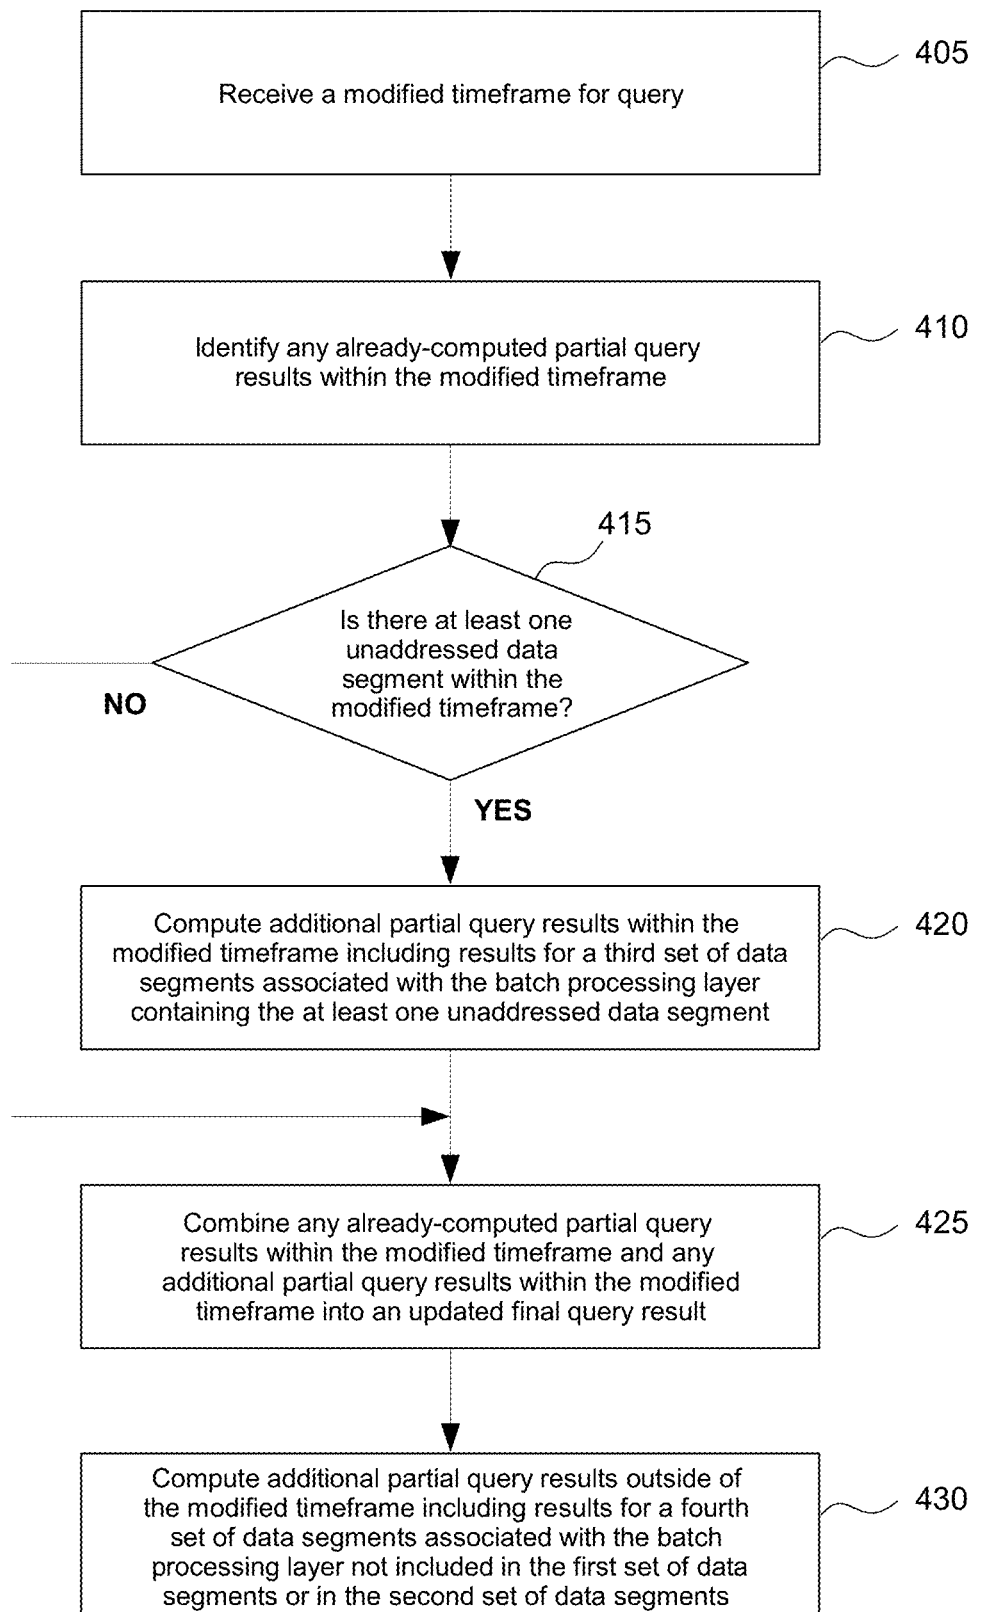 Receive a modified timeframe for query
405
Identify any already-computed partial query
results within the modified timeframe
410
415
Is there at least one
unaddressed data
segment within the
modified timeframe?
NO
YES
Compute additional partial query results within the
modified timeframe including results for a third set of data
segments associated with the batch processing layer
containing the at least one unaddressed data segment
420
Combine any already-computed partial query
results within the modified timeframe and any
additional partial query results within the modified
timeframe into an updated final query result
425
Compute additional partial query results outside of
the modified timeframe including results for a fourth
set of data segments associated with the batch
processing layer not included in the first set of data
segments or in the second set of data segments
430